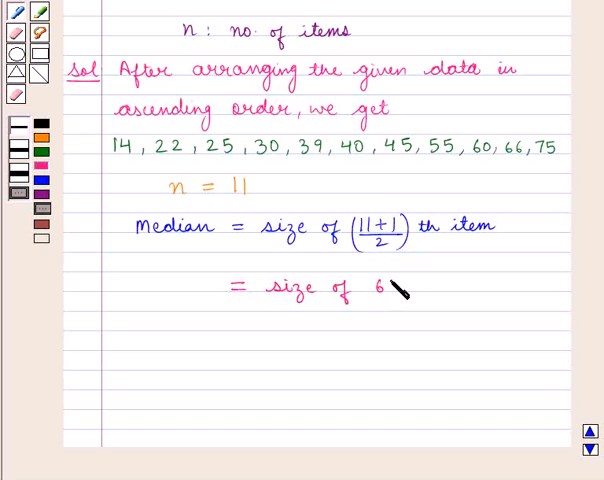 n : no. of items
Sol After arranging the given data in
ascending order, we get
14, 22, 25, 30, 39, 40, 45, 55, 60, 66, 75
n = 11
Median = size of (11+1/2) th item
= size of 6